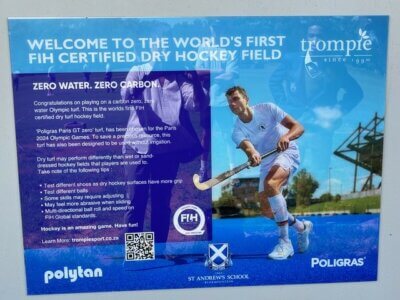 WELCOME TO THE WORLD'S FIRST
FIH CERTIFIED DRY HOCKEY FIELD
trompie
since 1990
ZERO WATER. ZERO CARBON.
Congratulations on playing on a carbon zero, zero
water Olympic turf. This is the worlds first FIH
certified dry turf hockey field.
'Poligras Paris GT zero' turf, has been chosen for the Paris
2024 Olympic Games. To save a precious resource, this
turf has also been designed to be used without irrigation.
Dry turf may perform differently than wet or sand-
dressed hockey fields that players are used to.
Take note of the following tips:
• Test different shoes as dry hockey surfaces have more grip
• Test different balls
• Some skills may require adjusting
• May feel more abrasive when sliding
• Multi-directional ball roll and speed on
FIH Global standards.
Hockey is an amazing game. Have fun!
Learn More: trompiesport.co.za
FIH
polytan
ST ANDREW'S SCHOOL
BLOEMFONTEIN
POLIGRAS